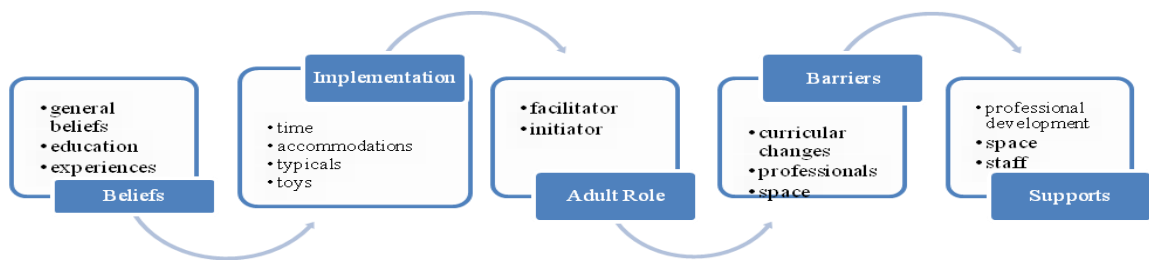 • general
beliefs
• education
• experiences
Beliefs
Implementation
• time
• accommodations
• typicals
• toys
• facilitator
• initiator
Adult Role
Barriers
• curricular
changes
• professionals
• space
• professional
development
• space
• staff
Supports